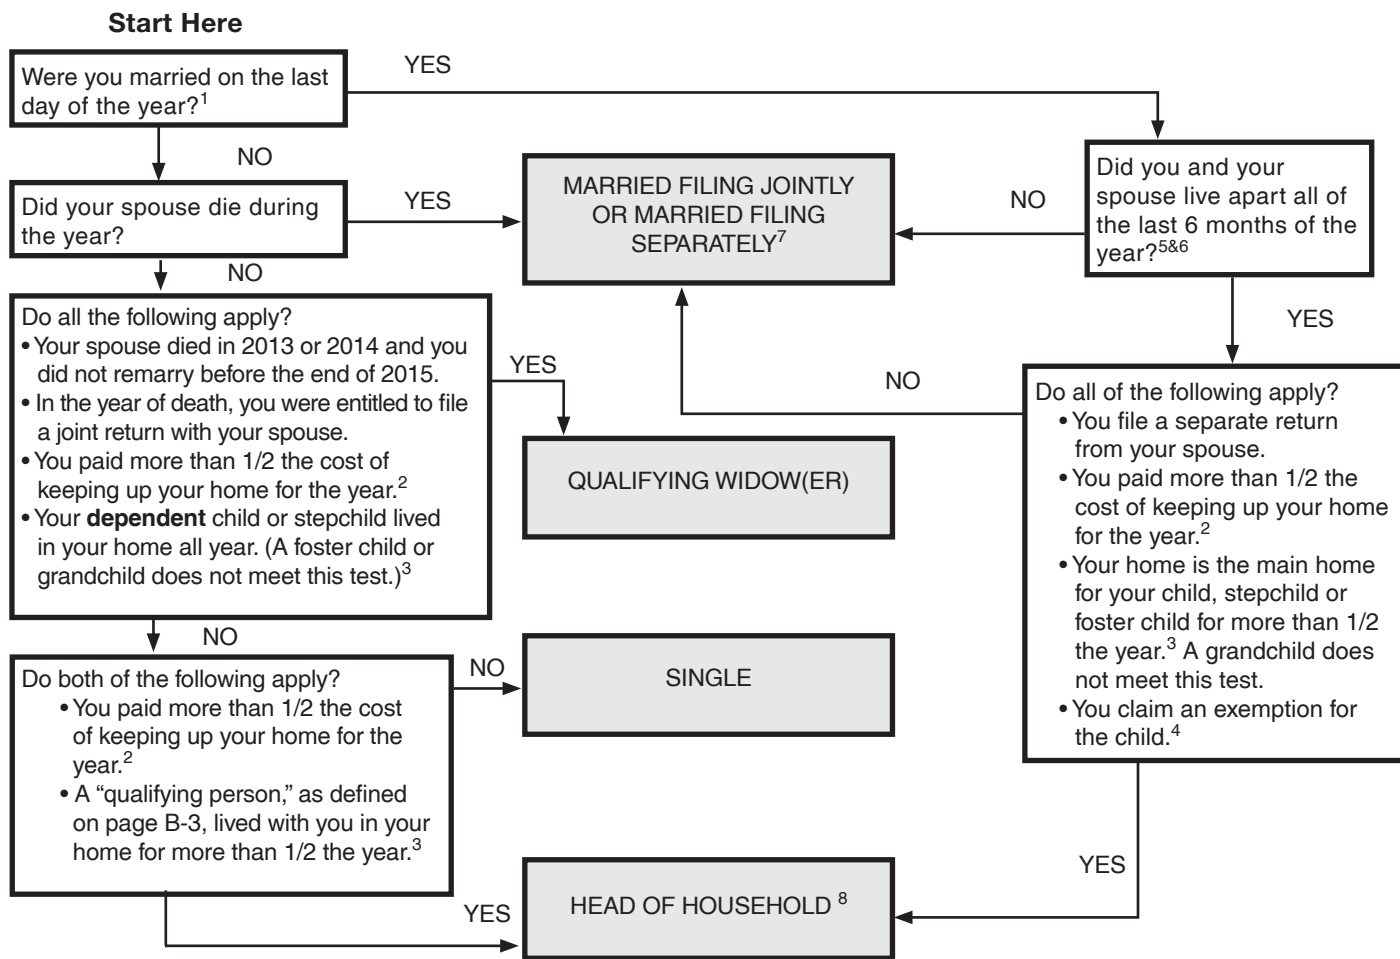 Start Here
Were you married on the last
day of the year?1
YES
NO
Did your spouse die during
the year?
YES
NO
MARRIED FILING JOINTLY
OR MARRIED FILING
SEPARATELY7
NO
Did you and your
spouse live apart all of
the last 6 months of the
year?5&6
YES
Do all the following apply?
• Your spouse died in 2013 or 2014 and you
did not remarry before the end of 2015.
• In the year of death, you were entitled to file
a joint return with your spouse.
• You paid more than 1/2 the cost of
keeping up your home for the year.2
• Your dependent child or stepchild lived
in your home all year. (A foster child or
grandchild does not meet this test.)3
YES
NO
QUALIFYING WIDOW(ER)
NO
Do all of the following apply?
• You file a separate return
from your spouse.
• You paid more than 1/2 the
cost of keeping up your home
for the year.2
• Your home is the main home
for your child, stepchild or
foster child for more than 1/2
the year.3 A grandchild does
not meet this test.
• You claim an exemption for
the child.4
YES
Do both of the following apply?
• You paid more than 1/2 the cost
of keeping up your home for the
year.2
• A “qualifying person,” as defined
on page B-3, lived with you in your
home for more than 1/2 the year.3
NO
SINGLE
YES
HEAD OF HOUSEHOLD 8